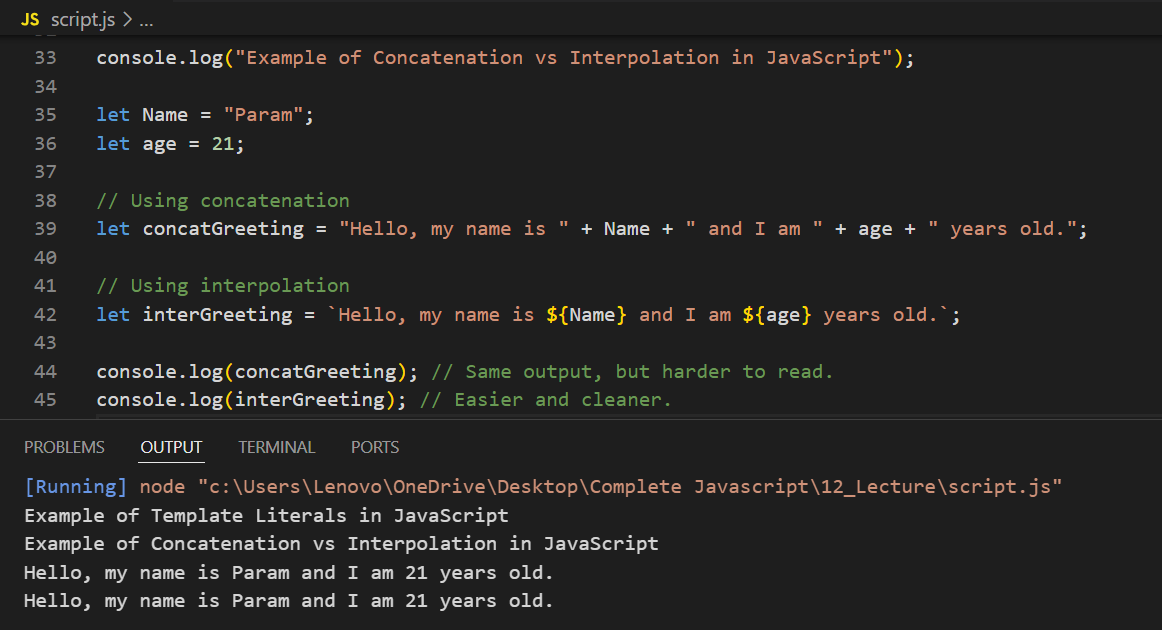 JS script.js > ...
33 console.log("Example of Concatenation vs Interpolation in JavaScript");
34
35 let Name = "Param";
36 let age = 21;
37
38 // Using concatenation
39 let concatGreeting = "Hello, my name is " + Name + " and I am " + age + " years old.";
40
41 // Using interpolation
42 let interGreeting = `Hello, my name is ${Name} and I am ${age} years old.`;
43
44 console.log(concatGreeting); // Same output, but harder to read.
45 console.log(interGreeting); // Easier and cleaner.
PROBLEMS OUTPUT TERMINAL PORTS
[Running] node "c:\Users\Lenovo\OneDrive\Desktop\Complete Javascript\12_Lecture\script.js"
Example of Template Literals in JavaScript
Example of Concatenation vs Interpolation in JavaScript
Hello, my name is Param and I am 21 years old.
Hello, my name is Param and I am 21 years old.